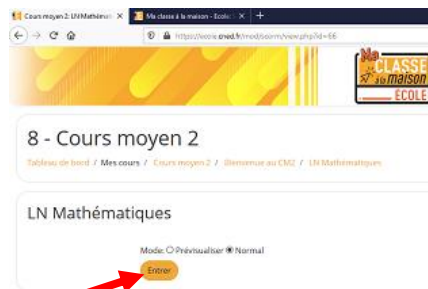 Cours moyen 2: LN Mathémat
Ma classe à la maison - Ecole
https://ecole.cned.fr/mod/scorm/view.php?id=66
Ma
CLASSE
à la maison
ÉCOLE
8 - Cours moyen 2
Tableau de bord / Mes cours / Cours moyen 2 / Bienvenue au CM2 / LN Mathématiques
LN Mathématiques
Mode: Prévisualiser Normal
Entrer